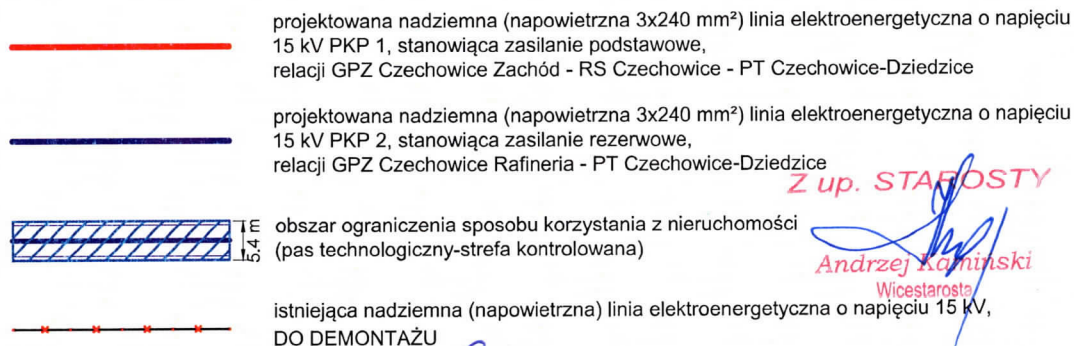 projektowana nadziemna (napowietrzna 3x240 mm²) linia elektroenergetyczna o napięciu
15 kV PKP 1, stanowiąca zasilanie podstawowe,
relacji GPZ Czechowice Zachód - RS Czechowice - PT Czechowice-Dziedzice
projektowana nadziemna (napowietrzna 3x240 mm²) linia elektroenergetyczna o napięciu
15 kV PKP 2, stanowiąca zasilanie rezerwowe,
relacji GPZ Czechowice Rafineria - PT Czechowice-Dziedzice
Z up. STAROSTY
5,4 m
obszar ograniczenia sposobu korzystania z nieruchomości
(pas technologiczny-strefa kontrolowana)
Andrzej Kamiński
Wicestarosta
istniejąca nadziemna (napowietrzna) linia elektroenergetyczna o napięciu 15 kV,
DO DEMONTAŻU